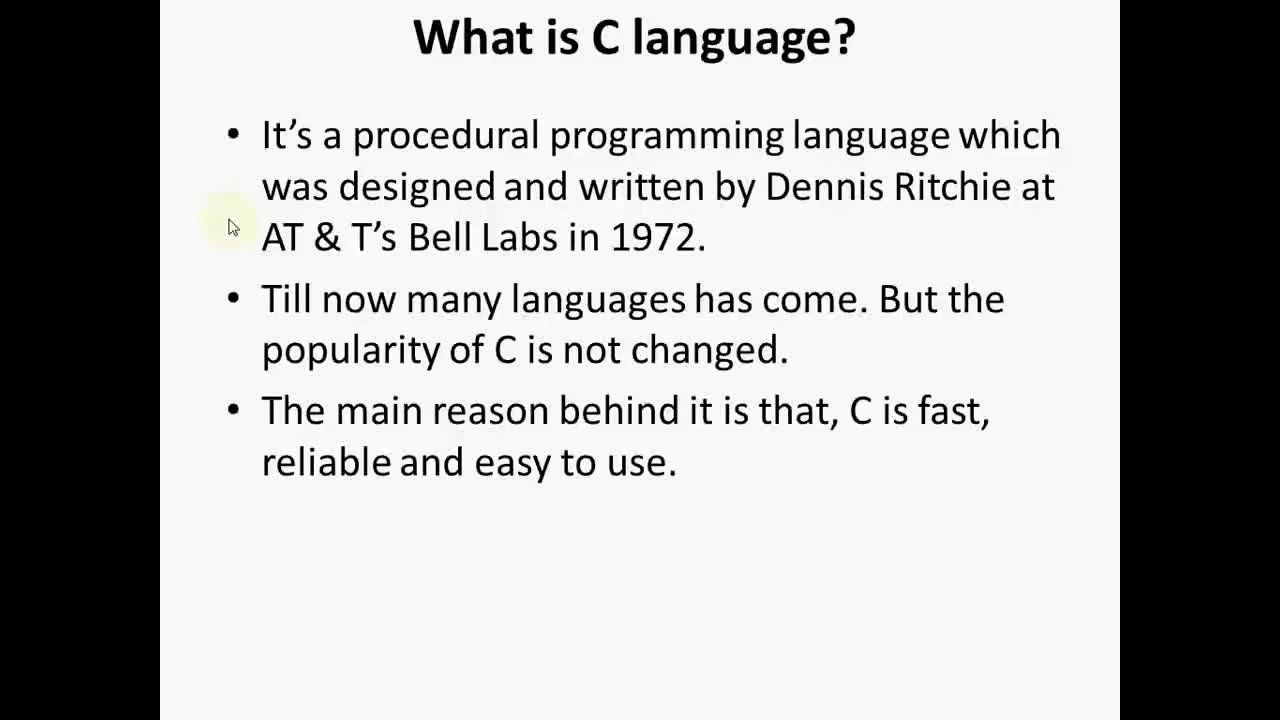 What is C language?
• It’s a procedural programming language which
was designed and written by Dennis Ritchie at
AT & T’s Bell Labs in 1972.
• Till now many languages has come. But the
popularity of C is not changed.
• The main reason behind it is that, C is fast,
reliable and easy to use.